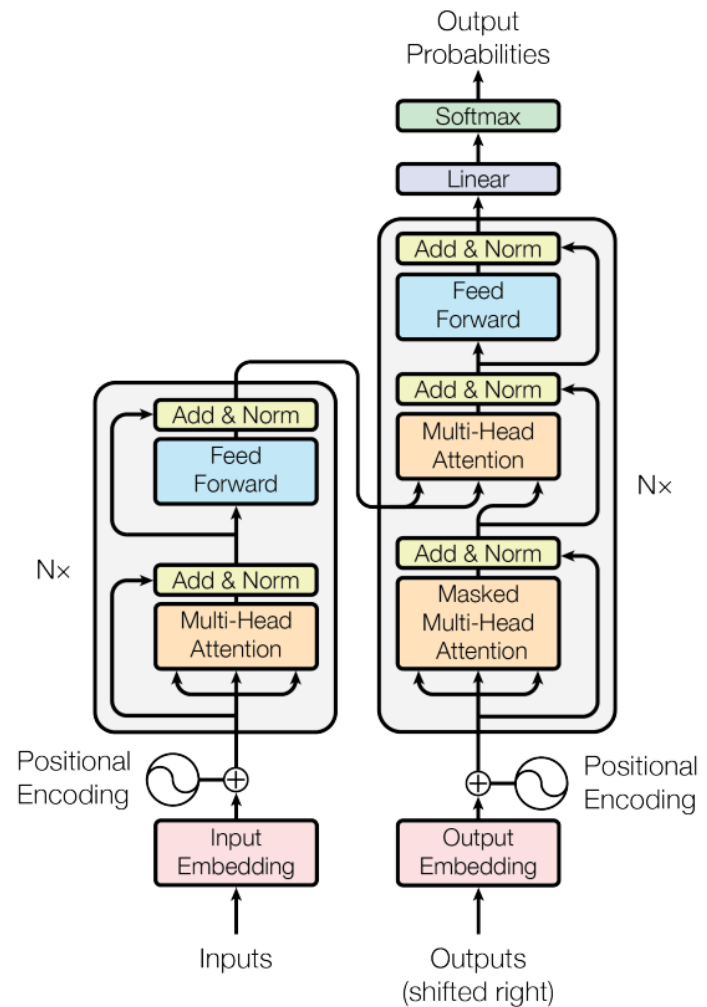 Output
Probabilities
Softmax
Linear
Add & Norm
Feed
Forward
Add & Norm
Multi-Head
Attention
Add & Norm
Masked
Multi-Head
Attention
N×
Add & Norm
Feed
Forward
Add & Norm
Multi-Head
Attention
N×
Positional
Encoding
Positional
Encoding
Input
Embedding
Output
Embedding
Inputs
Outputs
(shifted right)